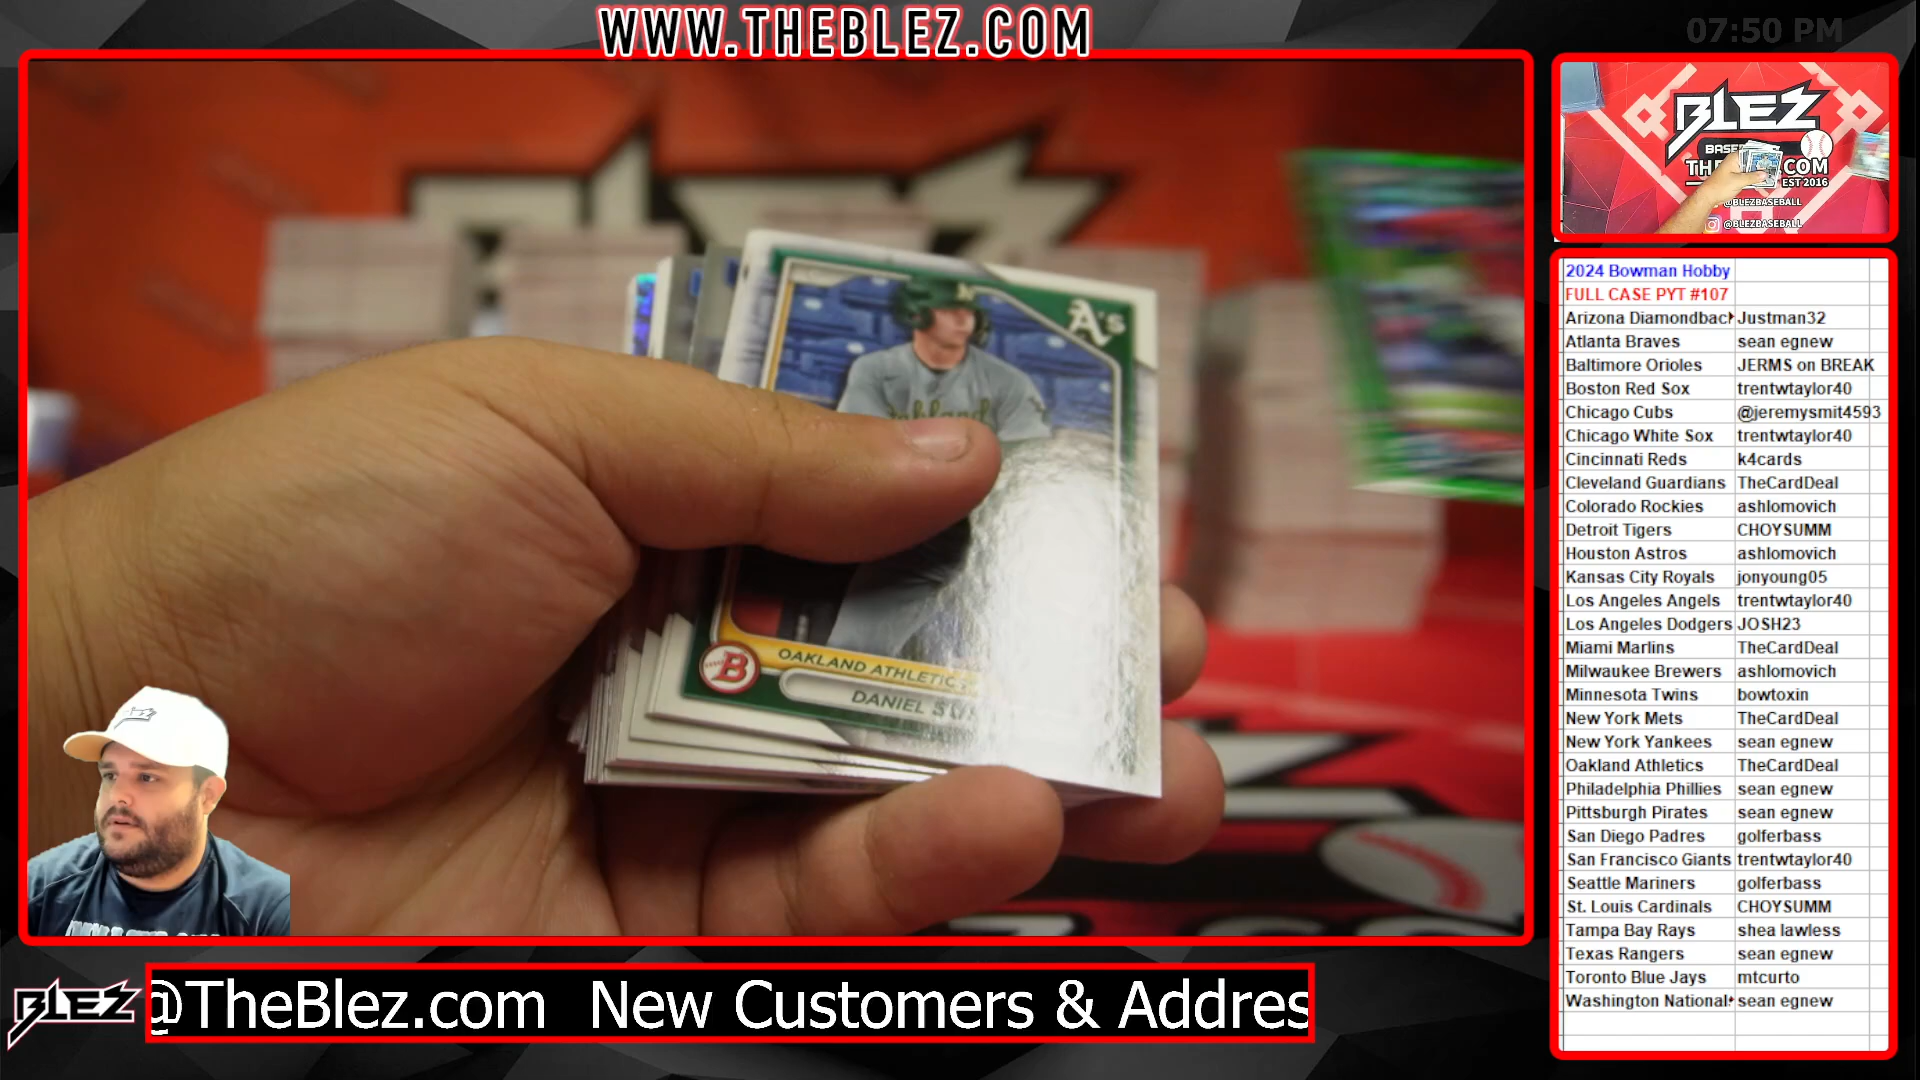 WWW.THEBLEZ.COM
07:50 PM
BLEZ
COM
EST 2016
@BLEZBASEBALL
@BLEZBASEBALL
A's
B
OAKLAND ATHLETIC
DANIEL
2024 Bowman Hobby
FULL CASE PYT #107
Arizona Diamondback Justman32
Atlanta Braves sean egnew
Baltimore Orioles JERMS on BREAK
Boston Red Sox trentwtaylor40
Chicago Cubs @jeremysmit4593
Chicago White Sox trentwtaylor40
Cincinnati Reds k4cards
Cleveland Guardians TheCardDeal
Colorado Rockies ashlomovich
Detroit Tigers CHOYSUMM
Houston Astros ashlomovich
Kansas City Royals jonyoung05
Los Angeles Angels trentwtaylor40
Los Angeles Dodgers JOSH23
Miami Marlins TheCardDeal
Milwaukee Brewers ashlomovich
Minnesota Twins bowtoxin
New York Mets TheCardDeal
New York Yankees sean egnew
Oakland Athletics TheCardDeal
Philadelphia Phillies sean egnew
Pittsburgh Pirates sean egnew
San Diego Padres golferbass
San Francisco Giants trentwtaylor40
Seattle Mariners golferbass
St. Louis Cardinals CHOYSUMM
Tampa Bay Rays shea lawless
Texas Rangers sean egnew
Toronto Blue Jays mtcurto
Washington National sean egnew
BLEZ
@TheBlez.com New Customers & Addres